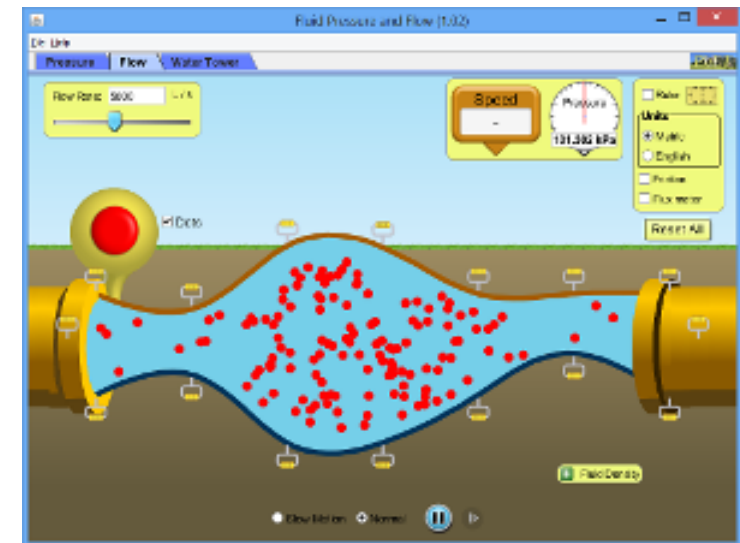 Fluid Pressure and Flow (1.02)
Pressure Flow Water Tower
Flow Rate: 5000 L / s
Speed
-
Pressure
101.302 kPa
Ruler
Units
Metric
English
Friction
Flux meter
Reset All
Dots
Fluid Density
Slow Motion Normal